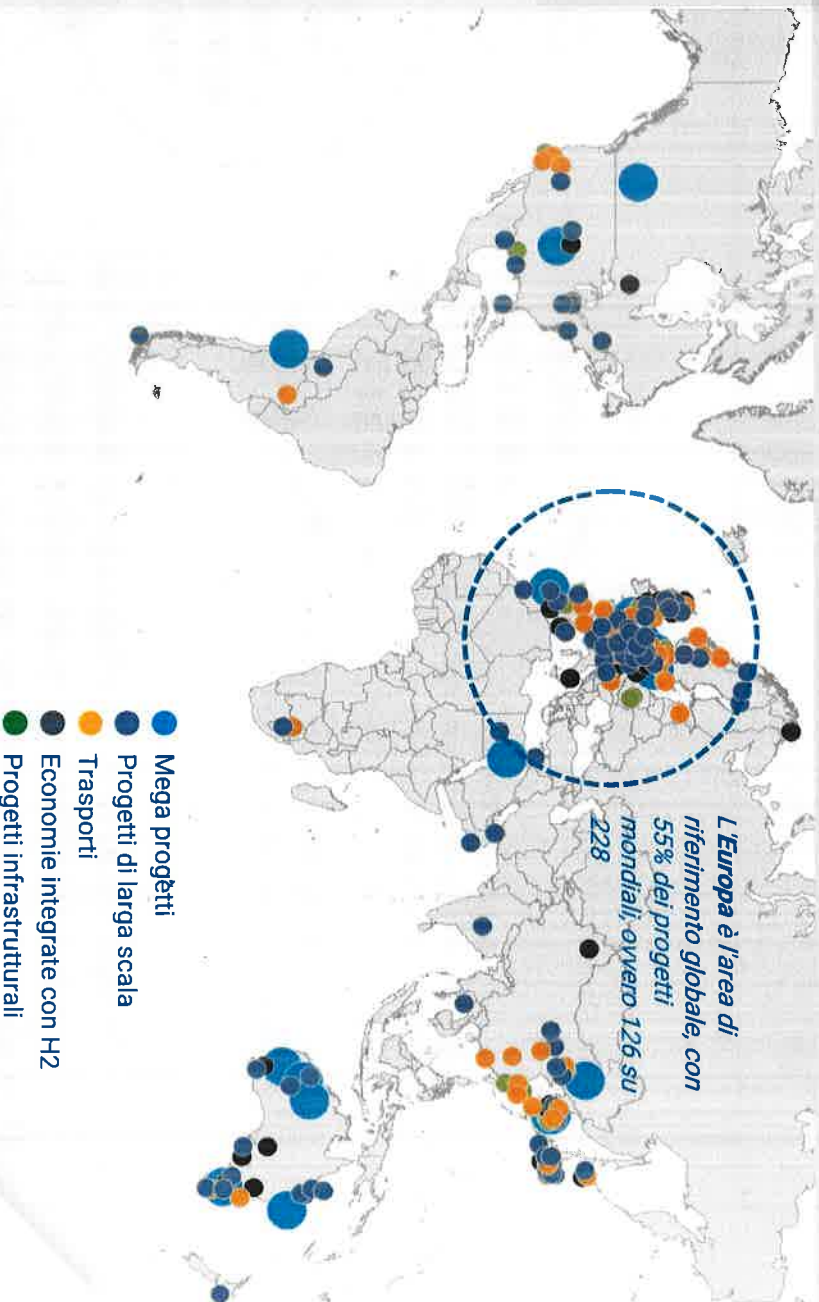 L'Europa è l'area di
riferimento globale, con
55% dei progetti
mondiali, ovvero 126 su
228
Mega progetti
Progetti di larga scala
Trasporti
Economie integrate con H2
Progetti infrastrutturali